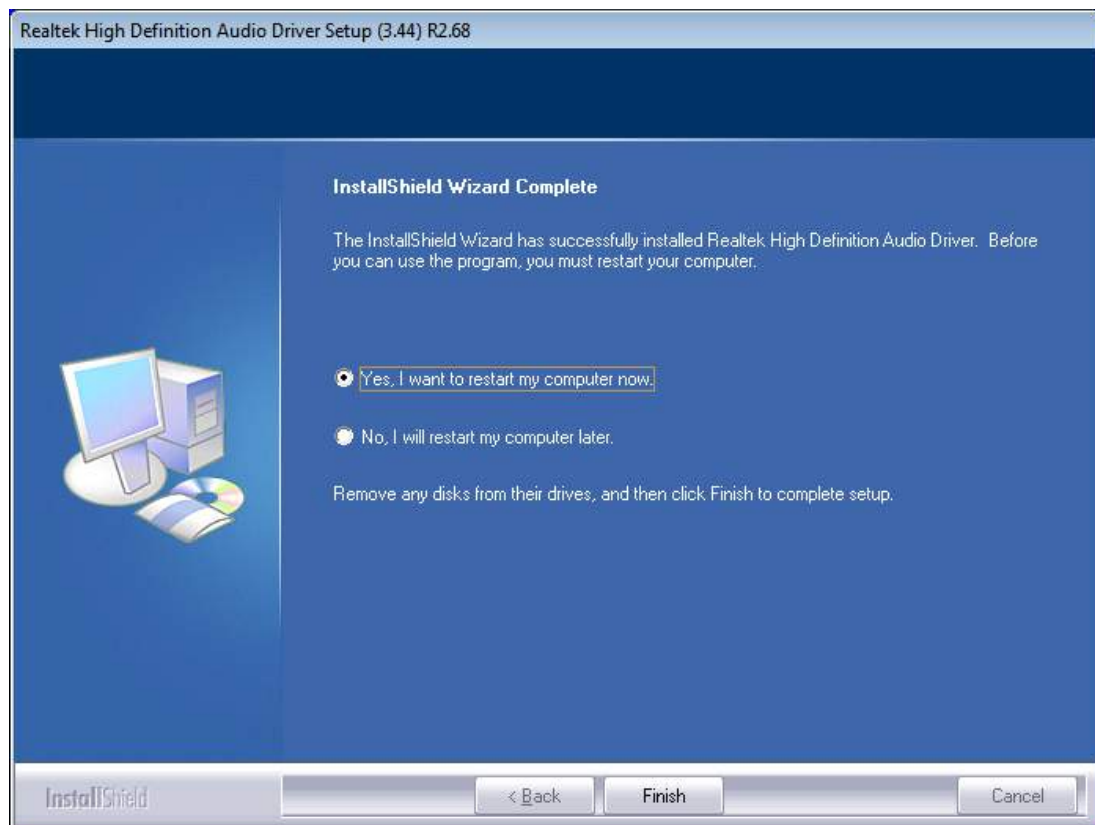 Realtek High Definition Audio Driver Setup (3.44) R2.68
InstallShield Wizard Complete
The InstallShield Wizard has successfully installed Realtek High Definition Audio Driver.  Before
you can use the program, you must restart your computer.
Yes, I want to restart my computer now.
No, I will restart my computer later.
Remove any disks from their drives, and then click Finish to complete setup.
InstallShield
< Back
Finish
Cancel